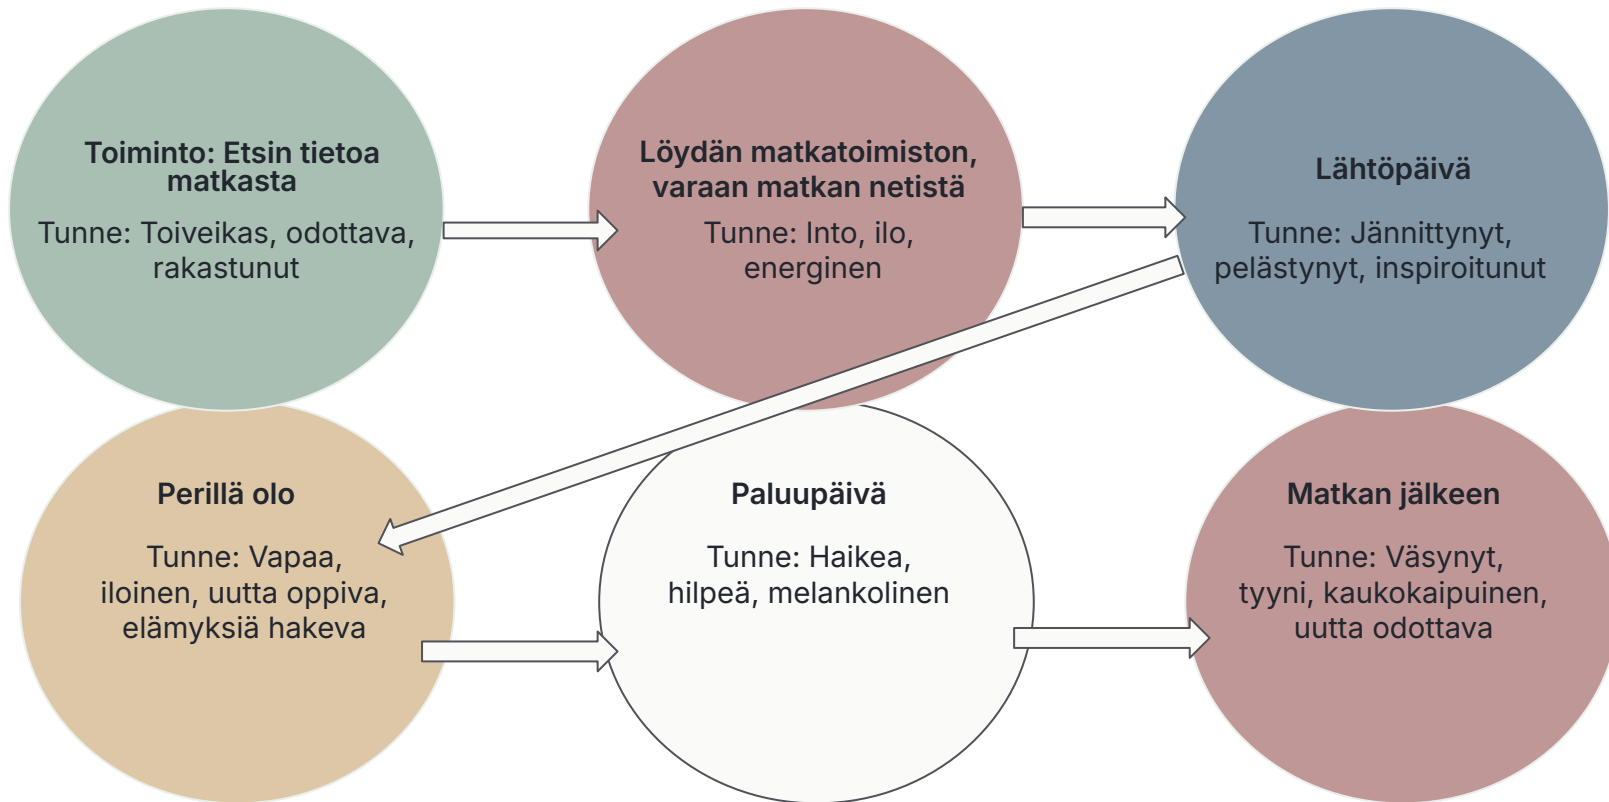 Toiminto: Etsin tietoa
matkasta
Tunne: Toiveikas, odottava,
rakastunut
Löydän matkatoimiston,
varaan matkan netistä
Tunne: Into, ilo,
energinen
Lähtöpäivä
Tunne: Jännittynyt,
pelästynyt, inspiroitunut
Perillä olo
Tunne: Vapaa,
iloinen, uutta oppiva,
elämyksiä hakeva
Paluupäivä
Tunne: Haikea,
hilpeä, melankolinen
Matkan jälkeen
Tunne: Väsynyt,
tyyni, kaukokaipuinen,
uutta odottava